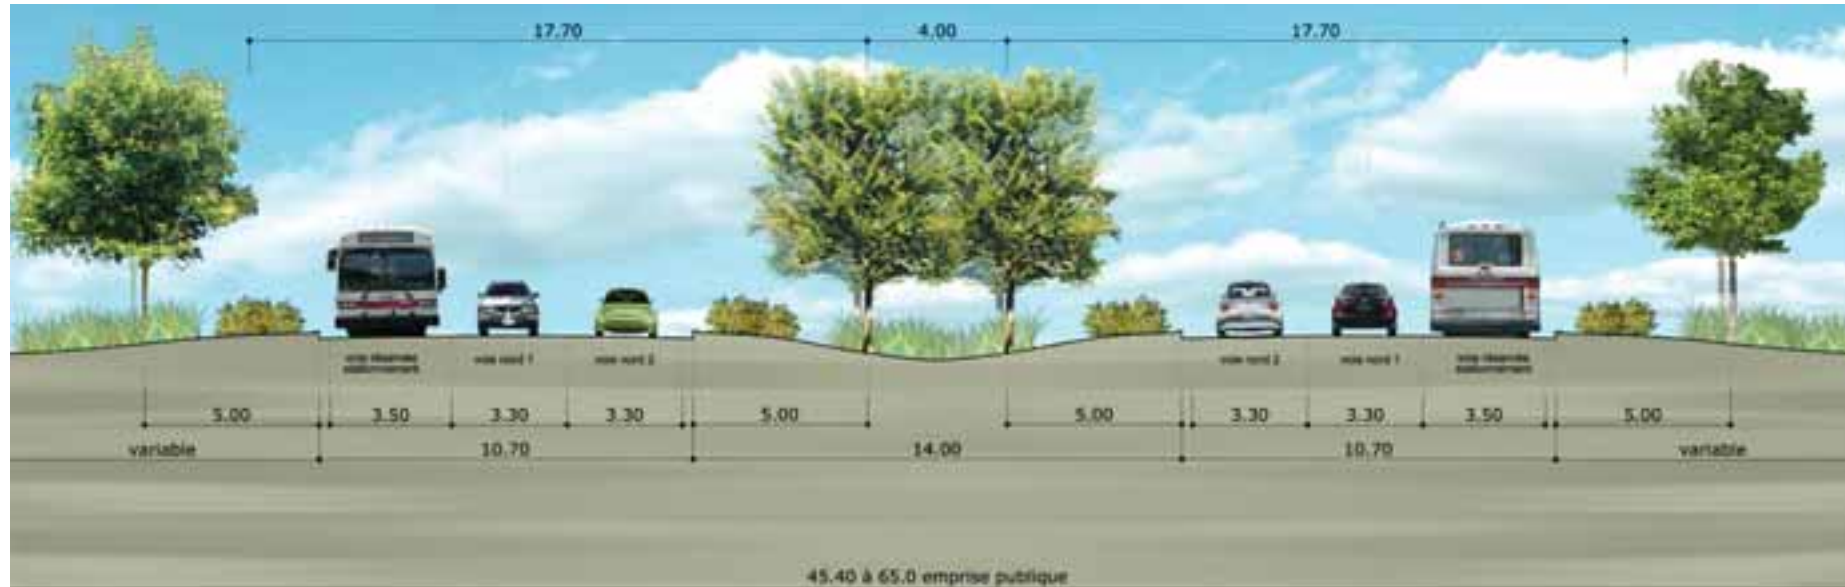 17.70 4.00 17.70
voie réservée voie nord 1 voie nord 2 voie nord 2 voie nord 1 voie réservée
stationnement stationnement
5.00 3.50 3.30 3.30 5.00 5.00 3.30 3.30 3.50 5.00
variable 10.70 14.00 10.70 variable
45.40 à 65.0 emprise publique